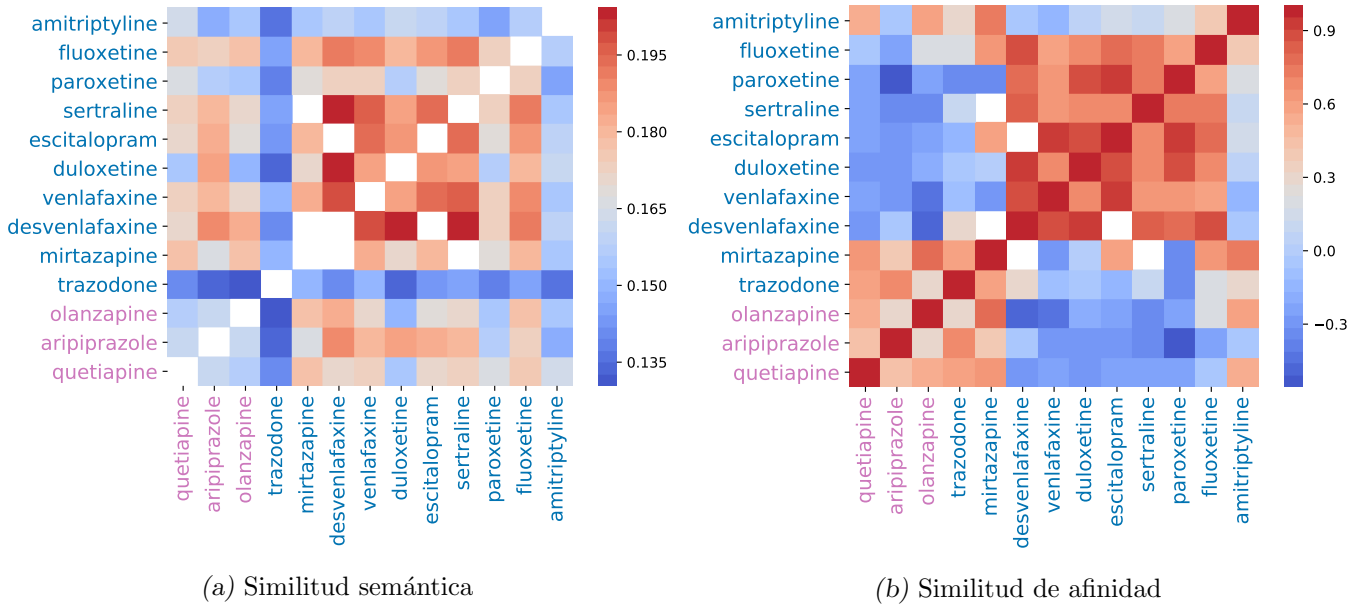 amitriptyline
fluoxetine
paroxetine
sertraline
escitalopram
duloxetine
venlafaxine
desvenlafaxine
mirtazapine
trazodone
olanzapine
aripiprazole
quetiapine
quetiapine
aripiprazole
olanzapine
trazodone
mirtazapine
desvenlafaxine
venlafaxine
duloxetine
escitalopram
sertraline
paroxetine
fluoxetine
amitriptyline
0.195
0.180
0.165
0.150
0.135
(a) Similitud semántica
amitriptyline
fluoxetine
paroxetine
sertraline
escitalopram
duloxetine
venlafaxine
desvenlafaxine
mirtazapine
trazodone
olanzapine
aripiprazole
quetiapine
quetiapine
aripiprazole
olanzapine
trazodone
mirtazapine
desvenlafaxine
venlafaxine
duloxetine
escitalopram
sertraline
paroxetine
fluoxetine
amitriptyline
0.9
0.6
0.3
0.0
−0.3
(b) Similitud de afinidad